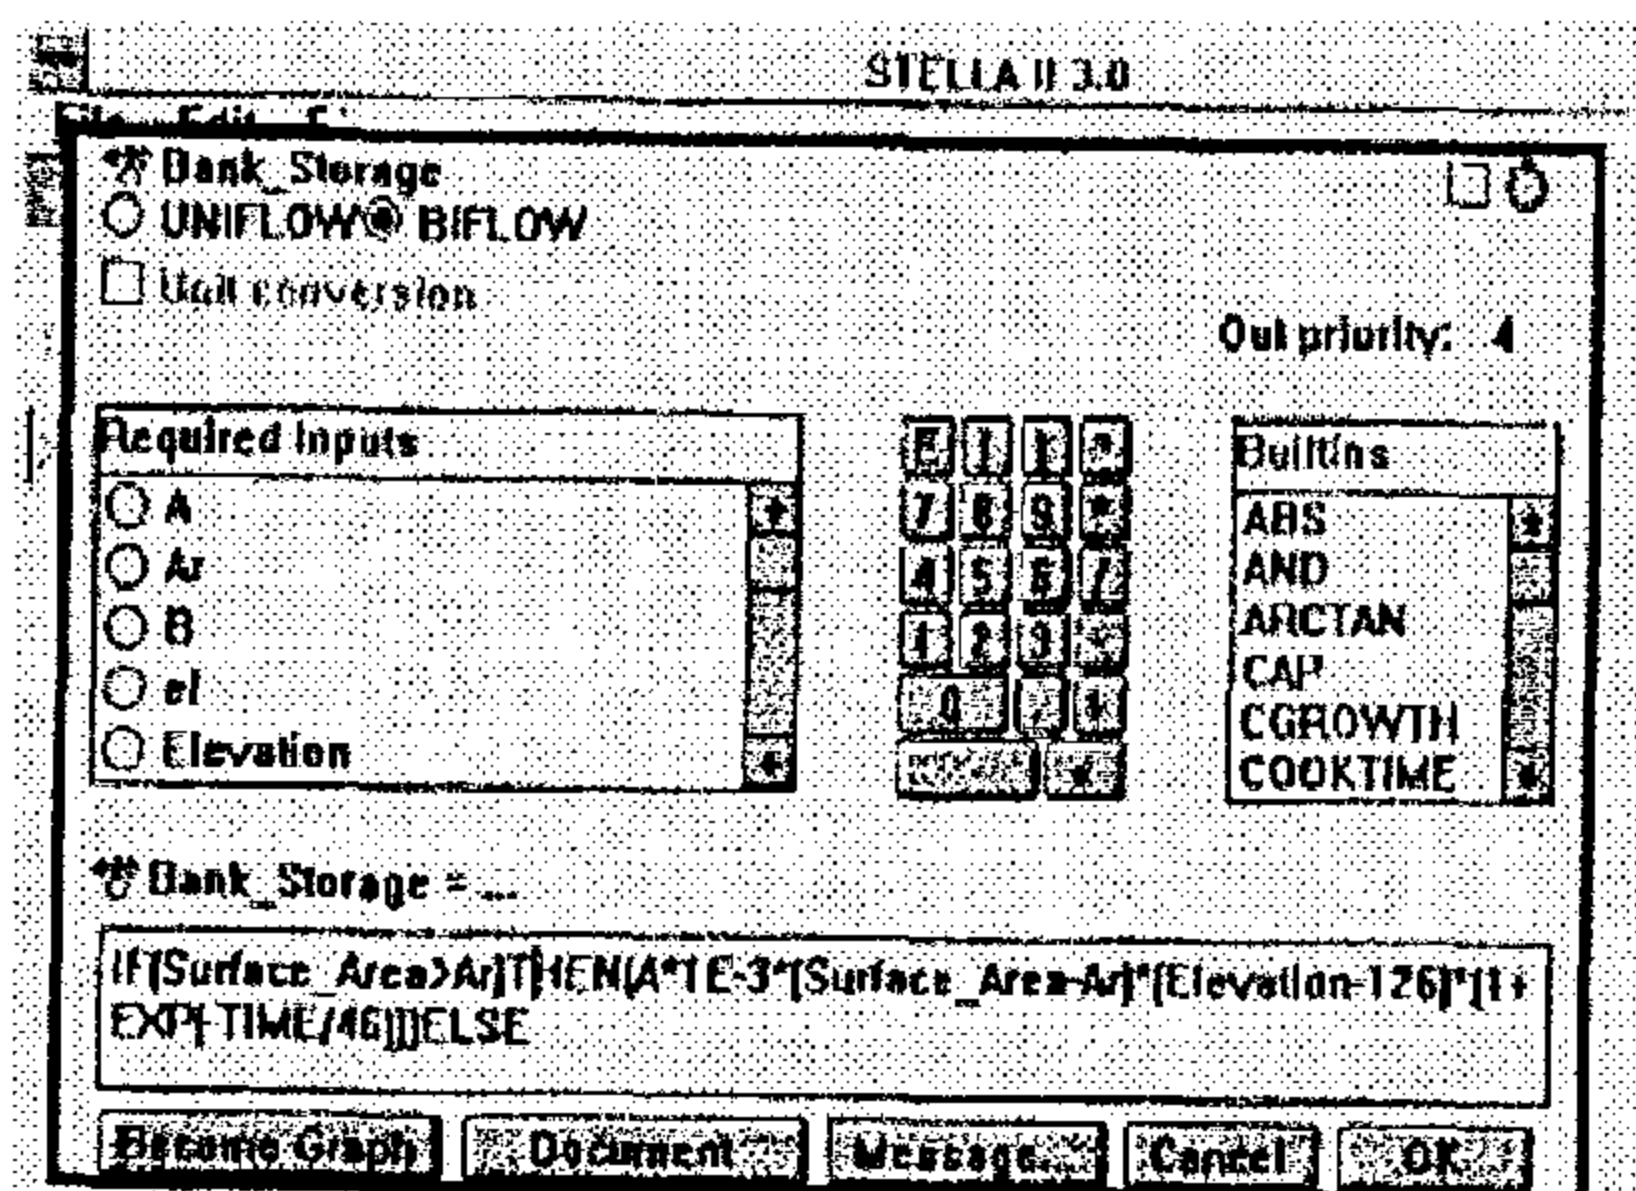 STELLA II 3.0
File Edit
Bank_Storage
UNIFLOW BIFLOW
Unit conversion
Out priority: 4
Required Inputs
A
Ar
B
el
Elevation
E ( ) ^
7 8 9 *
4 5 6 /
1 2 3 -
0 . +
Builtins
ABS
AND
ARCTAN
CAP
CGROWTH
COOKTIME
Bank_Storage = ...
IF(Surface_Area>Ar)THEN(A*1E-3*(Surface_Area-Ar)*(Elevation-126)*(1+
EXP(-TIME/46)))ELSE
Become Graph Document Message... Cancel OK